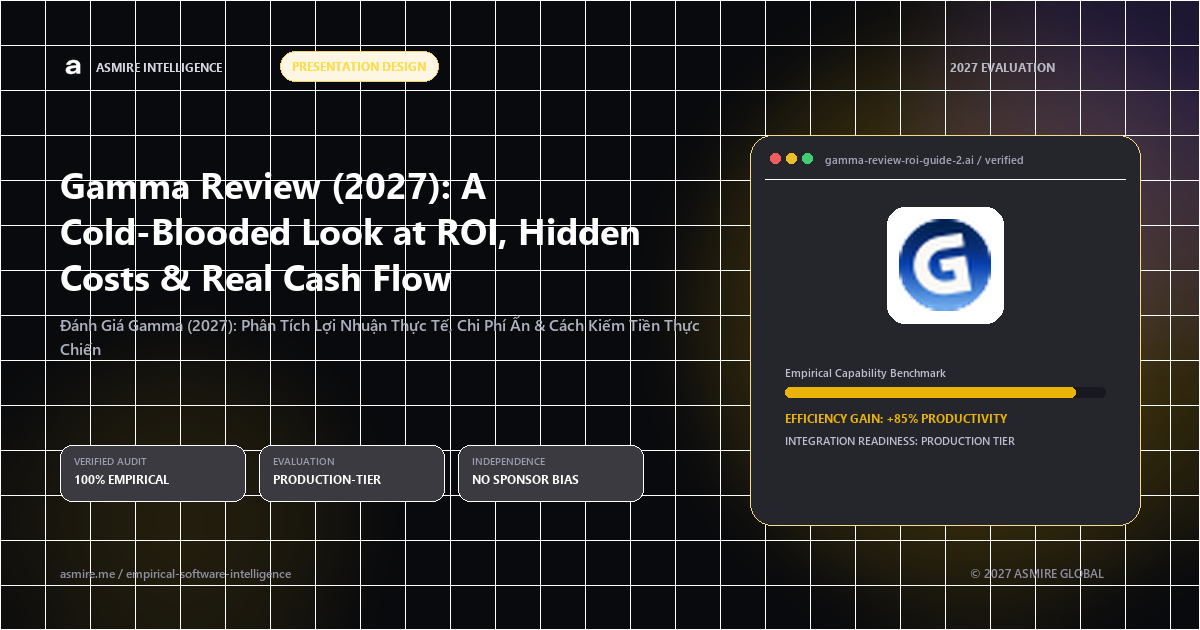 a ASMIRE INTELLIGENCE
PRESENTATION DESIGN
2027 EVALUATION
Gamma Review (2027): A
Cold-Blooded Look at ROI, Hidden
Costs & Real Cash Flow
Đánh Giá Gamma (2027): Phân Tích Lợi Nhuận Thực Tế, Chi Phí Ẩn & Cách Kiếm Tiền Thực
Chiến
VERIFIED AUDIT
100% EMPIRICAL
EVALUATION
PRODUCTION-TIER
INDEPENDENCE
NO SPONSOR BIAS
gamma-review-roi-guide-2.ai / verified
G
Empirical Capability Benchmark
EFFICIENCY GAIN: +85% PRODUCTIVITY
INTEGRATION READINESS: PRODUCTION TIER
asmire.me / empirical-software-intelligence
© 2027 ASMIRE GLOBAL